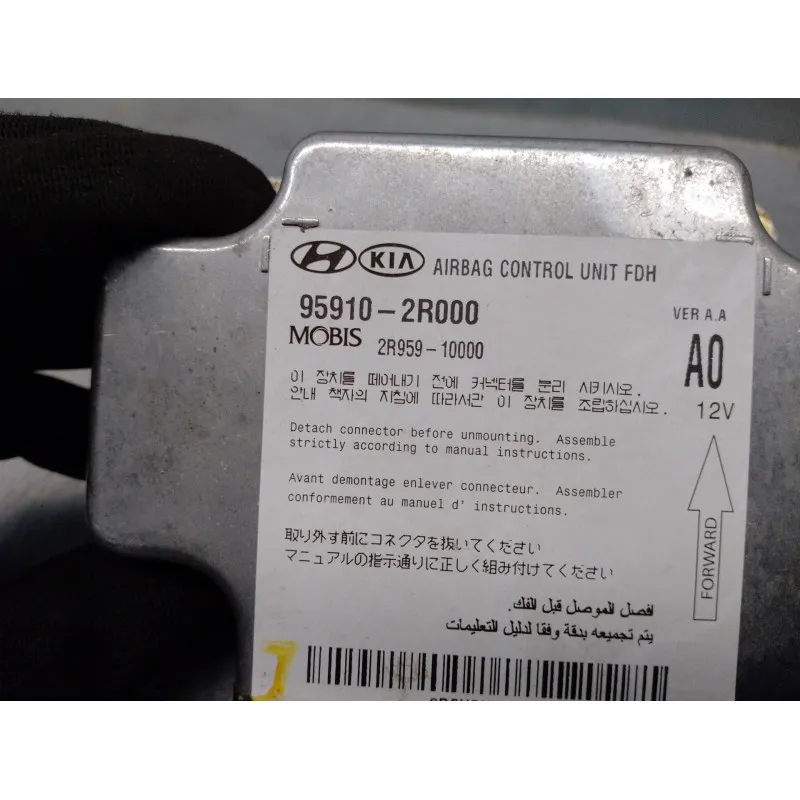 KIA AIRBAG CONTROL UNIT FDH
95910-2R000
VER A.A
MOBIS 2R959-10000
A0
이 장치를 떼어내기 전에 커넥터를 분리 시키시오.
안내 책자의 지침에 따라서만 이 장치를 조립하십시오.
12V
Detach connector before unmounting. Assemble
strictly according to manual instructions.
Avant demontage enlever connecteur. Assembler
conformement au manuel d' instructions.
FORWARD
取り外す前にコネクタを抜いてください
マニュアルの指示通りに正しく組み付けてください
افصل الموصل قبل الفك.
يتم تجميعه بدقة وفقا لدليل التعليمات